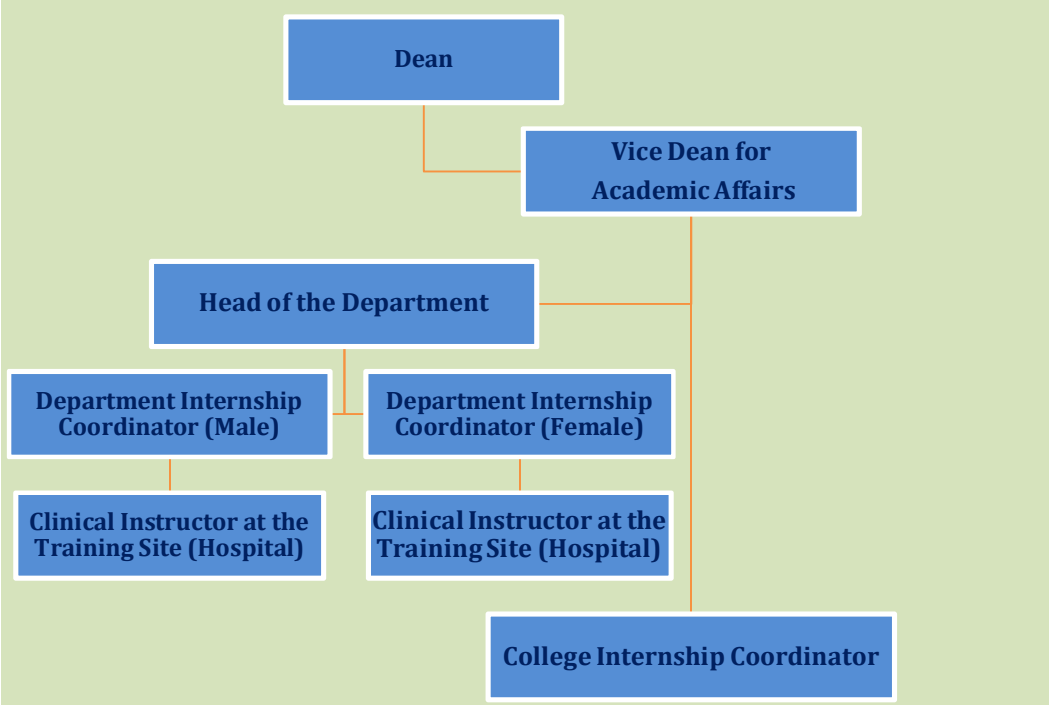 Dean
Vice Dean for
Academic Affairs
Head of the Department
Department Internship
Coordinator (Male)
Department Internship
Coordinator (Female)
Clinical Instructor at the
Training Site (Hospital)
Clinical Instructor at the
Training Site (Hospital)
College Internship Coordinator